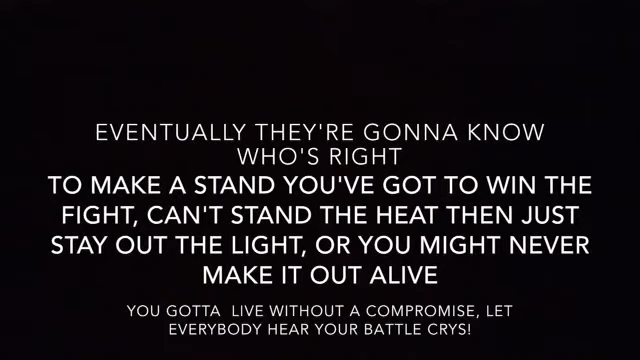 EVENTUALLY THEY'RE GONNA KNOW
WHO'S RIGHT
TO MAKE A STAND YOU'VE GOT TO WIN THE
FIGHT, CAN'T STAND THE HEAT THEN JUST
STAY OUT THE LIGHT, OR YOU MIGHT NEVER
MAKE IT OUT ALIVE
YOU GOTTA LIVE WITHOUT A COMPROMISE, LET
EVERYBODY HEAR YOUR BATTLE CRYS!